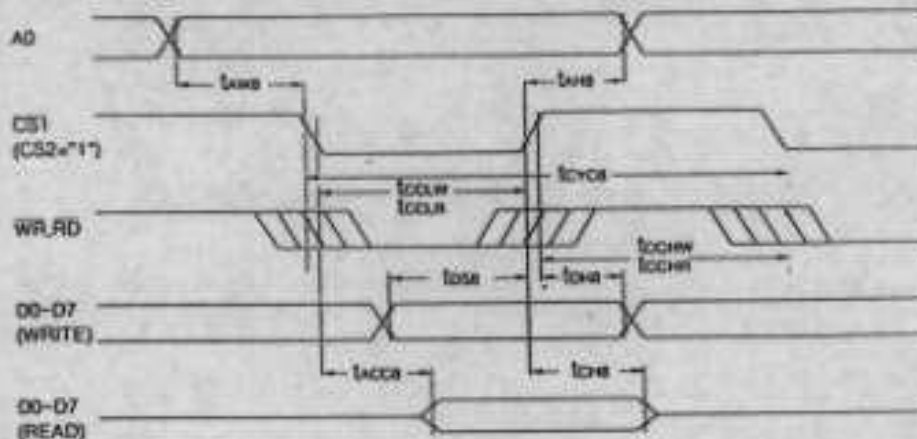 A0
tAW8
tAH8
CS1
(CS2="1")
tCYC8
tCCLW
tCCLR
WR,RD
tCCHW
tCCHR
tDS8
tDH8
D0-D7
(WRITE)
tACC8
tCH8
D0-D7
(READ)